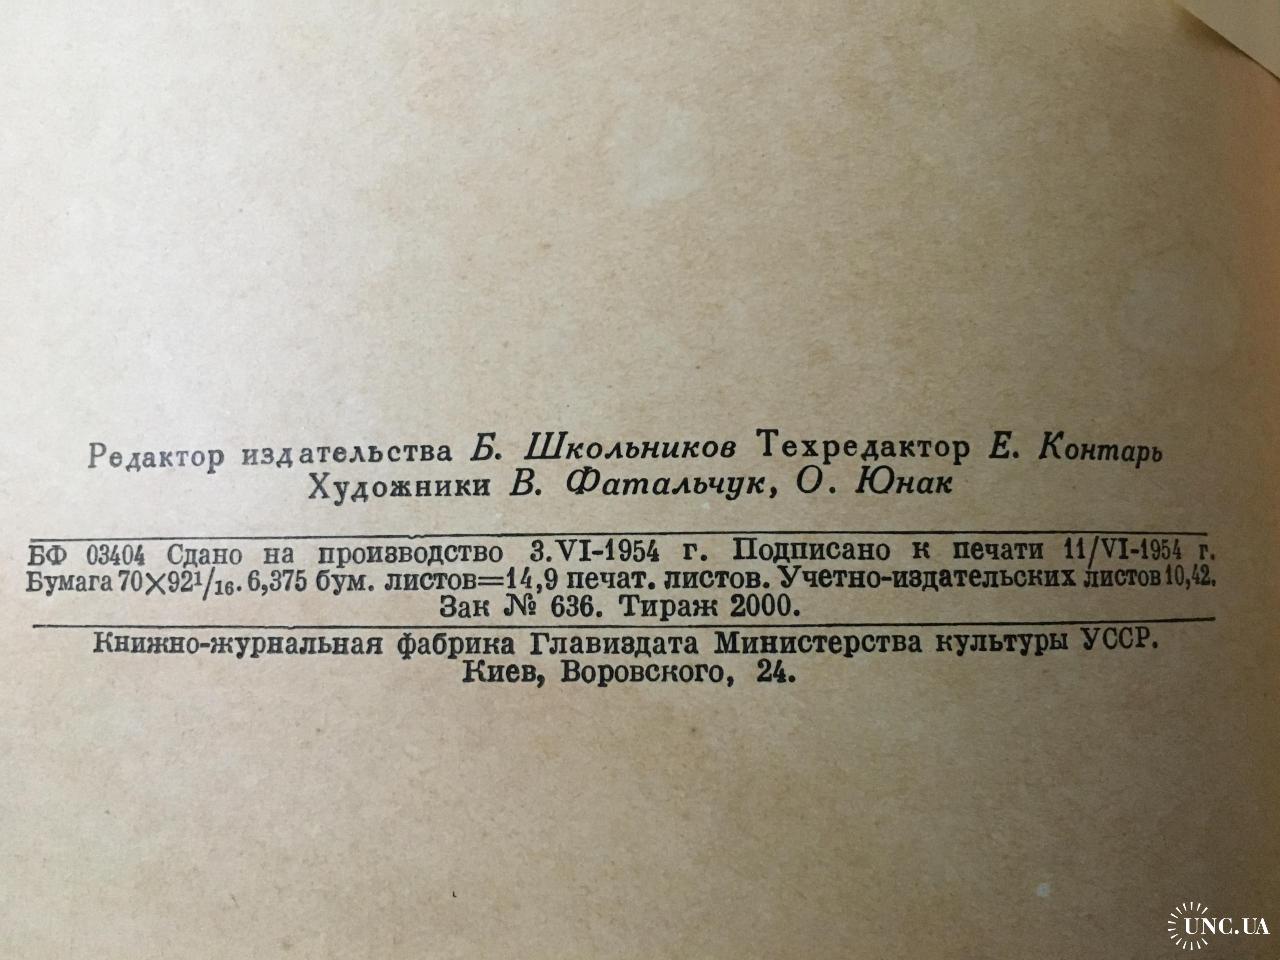 Редактор издательства Б. Школьников Техредактор Е. Контарь
Художники В. Фатальчук, О. Юнак
БФ 03404 Сдано на производство 3.VI-1954 г. Подписано к печати 11/VI-1954 г.
Бумага 70×92¹/₁₆. 6,375 бум. листов=14,9 печат. листов. Учетно-издательских листов 10,42.
Зак № 636. Тираж 2000.
Книжно-журнальная фабрика Главиздата Министерства культуры УССР.
Киев, Воровского, 24.
UNC.UA